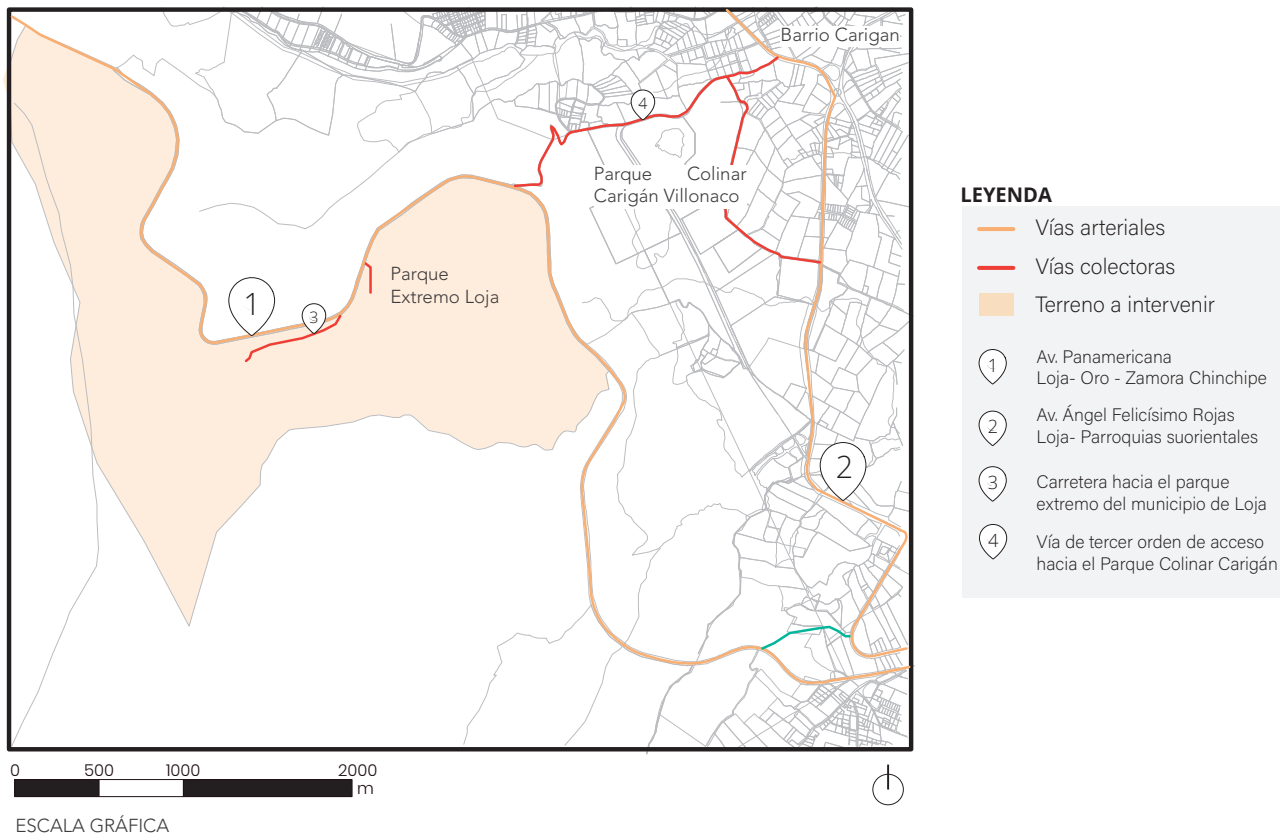 Barrio Carigan
4
Parque Colinar
Carigán Villonaco
Parque
Extremo Loja
1
3
2
0 500 1000 2000
m
ESCALA GRÁFICA
LEYENDA
Vías arteriales
Vías colectoras
Terreno a intervenir
1
Av. Panamericana
Loja- Oro - Zamora Chinchipe
2
Av. Ángel Felicísimo Rojas
Loja- Parroquias suorientales
3
Carretera hacia el parque
extremo del municipio de Loja
4
Vía de tercer orden de acceso
hacia el Parque Colinar Carigán